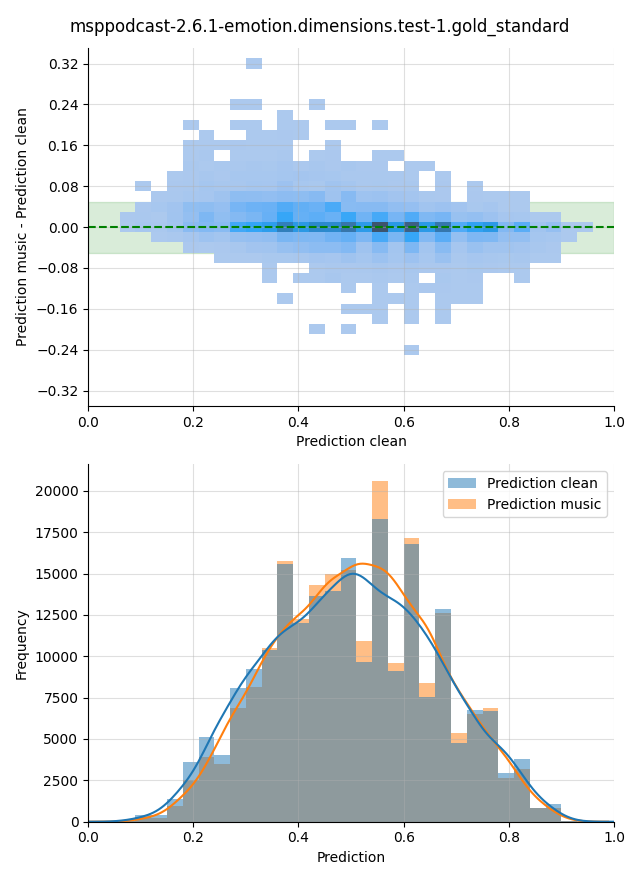 msppodcast-2.6.1-emotion.dimensions.test-1.gold_standard
0.32
0.24
0.16
0.08
0.00
−0.08
−0.16
−0.24
−0.32
Prediction music - Prediction clean
0.0 0.2 0.4 0.6 0.8 1.0
Prediction clean
Prediction clean
Prediction music
20000
17500
15000
12500
10000
7500
5000
2500
0
Frequency
0.0 0.2 0.4 0.6 0.8 1.0
Prediction